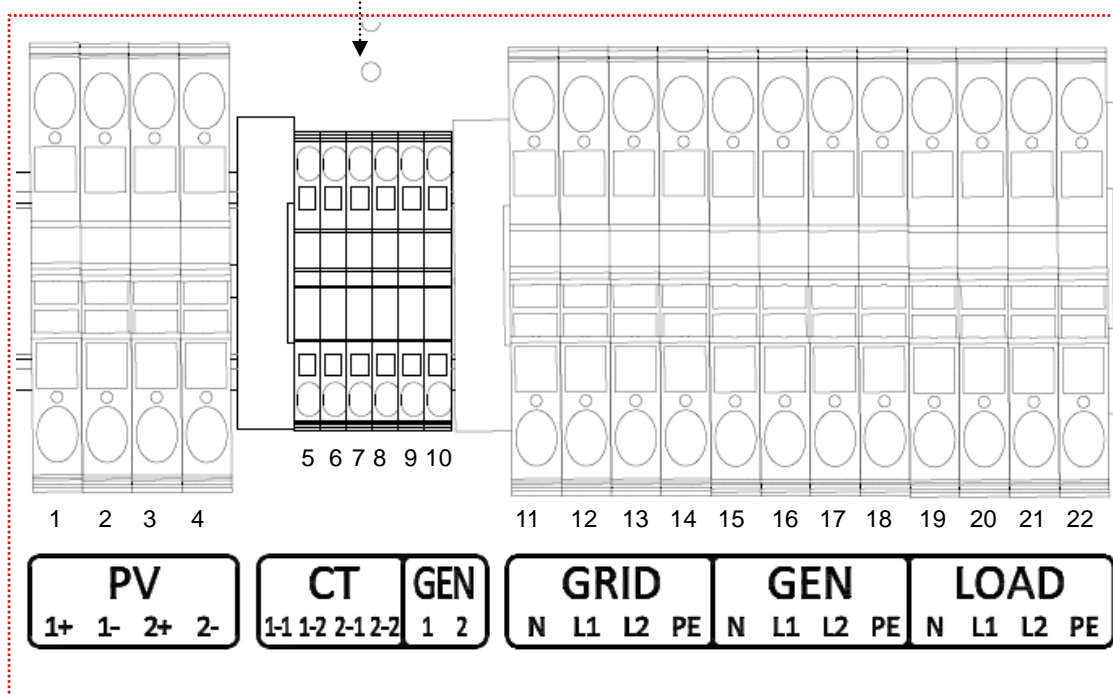 5 6 7 8 9 10
1 2 3 4 11 12 13 14 15 16 17 18 19 20 21 22
PV CT GEN GRID GEN LOAD
1+ 1- 2+ 2- 1-1 1-2 2-1 2-2 1 2 N L1 L2 PE N L1 L2 PE N L1 L2 PE